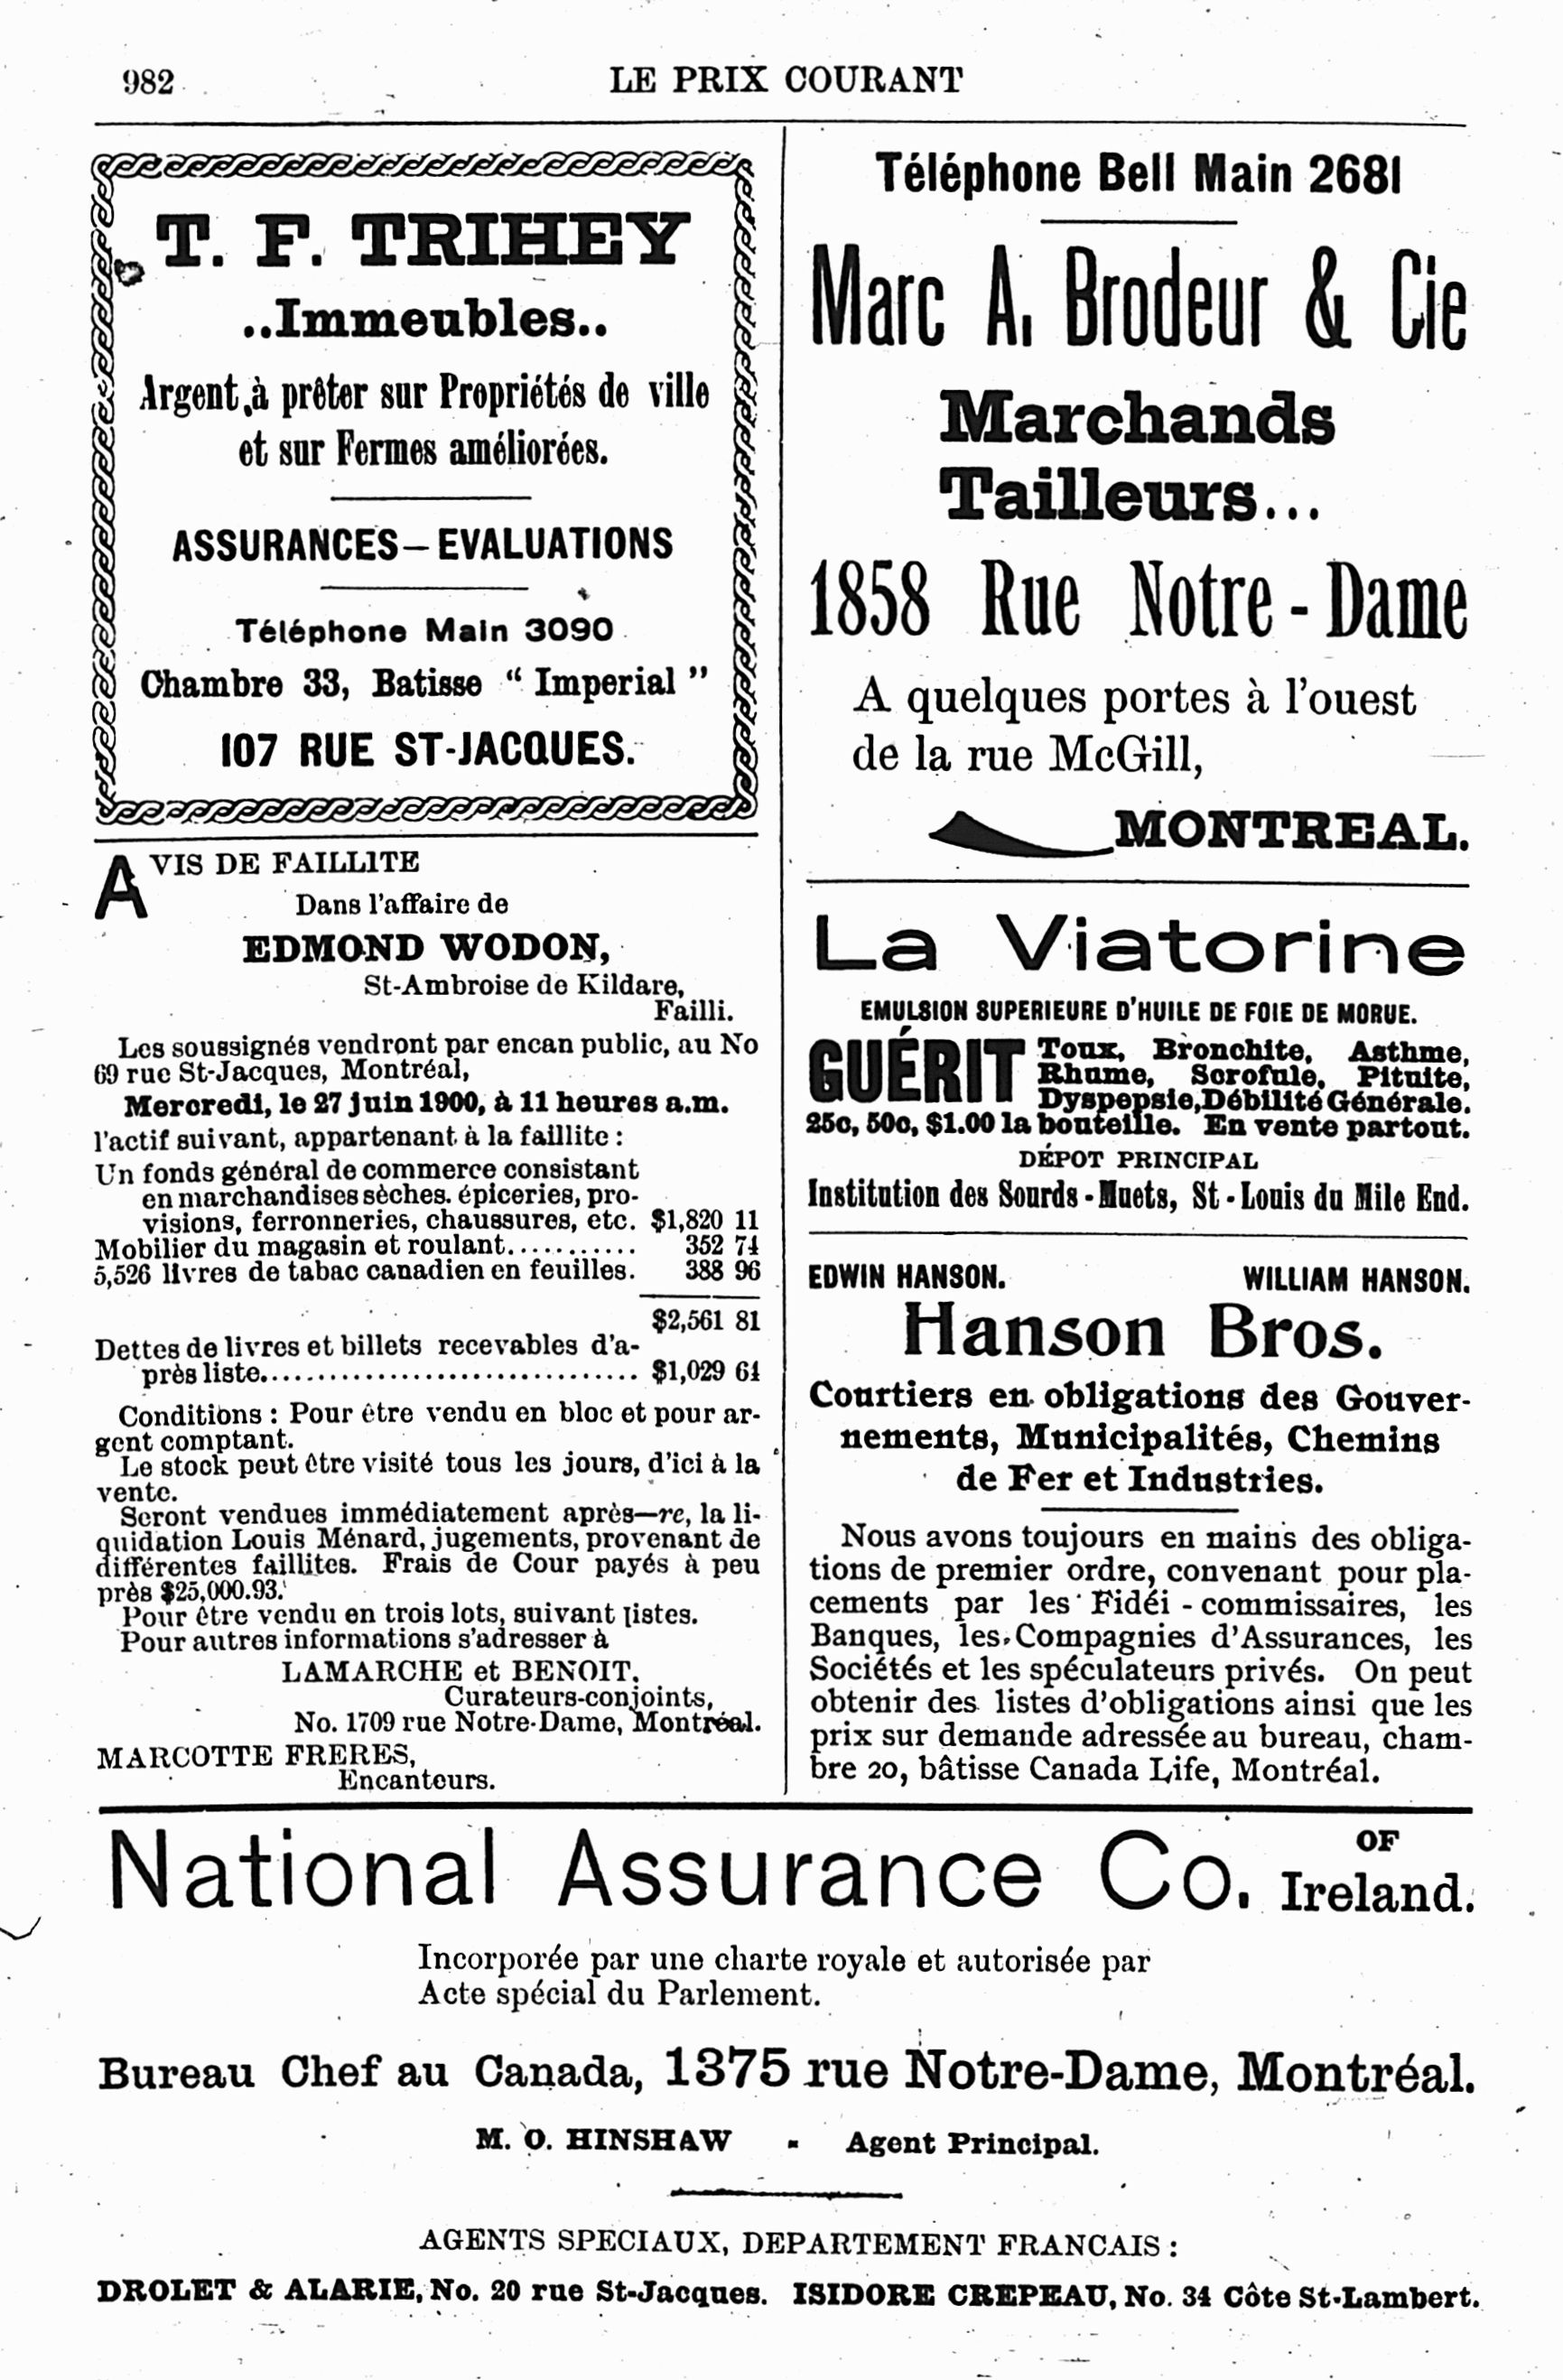 982
LE PRIX COURANT
T. F. TRIHEY
..Immeubles..
Argent à prêter sur Propriétés de ville
et sur Fermes améliorées.
ASSURANCES—EVALUATIONS
Téléphone Main 3090
Chambre 33, Batisse “ Imperial ”
107 RUE ST-JACQUES.
AVIS DE FAILLITE
Dans l'affaire de
EDMOND WODON,
St-Ambroise de Kildare,
Failli.
Les soussignés vendront par encan public, au No
69 rue St-Jacques, Montréal,
Mercredi, le 27 juin 1900, à 11 heures a.m.
l'actif suivant, appartenant à la faillite :
Un fonds général de commerce consistant
en marchandises sèches. épiceries, pro-
visions, ferronneries, chaussures, etc. $1,820 11
Mobilier du magasin et roulant............ 352 74
5,526 livres de tabac canadien en feuilles. 388 96
$2,561 81
Dettes de livres et billets recevables d'a-
près liste................................. $1,029 64
Conditions : Pour être vendu en bloc et pour ar-
gent comptant.
Le stock peut être visité tous les jours, d'ici à la
vente.
Seront vendues immédiatement après—re, la li-
quidation Louis Ménard, jugements, provenant de
différentes faillites. Frais de Cour payés à peu
près $25,000.93.
Pour être vendu en trois lots, suivant listes.
Pour autres informations s'adresser à
LAMARCHE et BENOIT,
Curateurs-conjoints,
No. 1709 rue Notre-Dame, Montréal.
MARCOTTE FRERES,
Encanteurs.
Téléphone Bell Main 2681
Marc A. Brodeur & Cie
Marchands
Tailleurs...
1858 Rue Notre-Dame
A quelques portes à l'ouest
de la rue McGill,
MONTREAL.
La Viatorine
EMULSION SUPERIEURE D'HUILE DE FOIE DE MORUE.
GUÉRIT Toux, Bronchite, Asthme,
Rhume, Scrofule, Pituite,
Dyspepsie, Débilité Générale.
25c, 50c, $1.00 la bouteille. En vente partout.
DÉPOT PRINCIPAL
Institution des Sourds-Muets, St-Louis du Mile End.
EDWIN HANSON. WILLIAM HANSON.
Hanson Bros.
Courtiers en obligations des Gouver-
nements, Municipalités, Chemins
de Fer et Industries.
Nous avons toujours en mains des obliga-
tions de premier ordre, convenant pour pla-
cements par les Fidéi-commissaires, les
Banques, les Compagnies d'Assurances, les
Sociétés et les spéculateurs privés. On peut
obtenir des listes d'obligations ainsi que les
prix sur demande adressée au bureau, cham-
bre 20, bâtisse Canada Life, Montréal.
National Assurance Co. OF Ireland.
Incorporée par une charte royale et autorisée par
Acte spécial du Parlement.
Bureau Chef au Canada, 1375 rue Notre-Dame, Montréal.
M. O. HINSHAW - Agent Principal.
AGENTS SPECIAUX, DEPARTEMENT FRANCAIS :
DROLET & ALARIE, No. 20 rue St-Jacques. ISIDORE CREPEAU, No. 34 Côte St-Lambert.